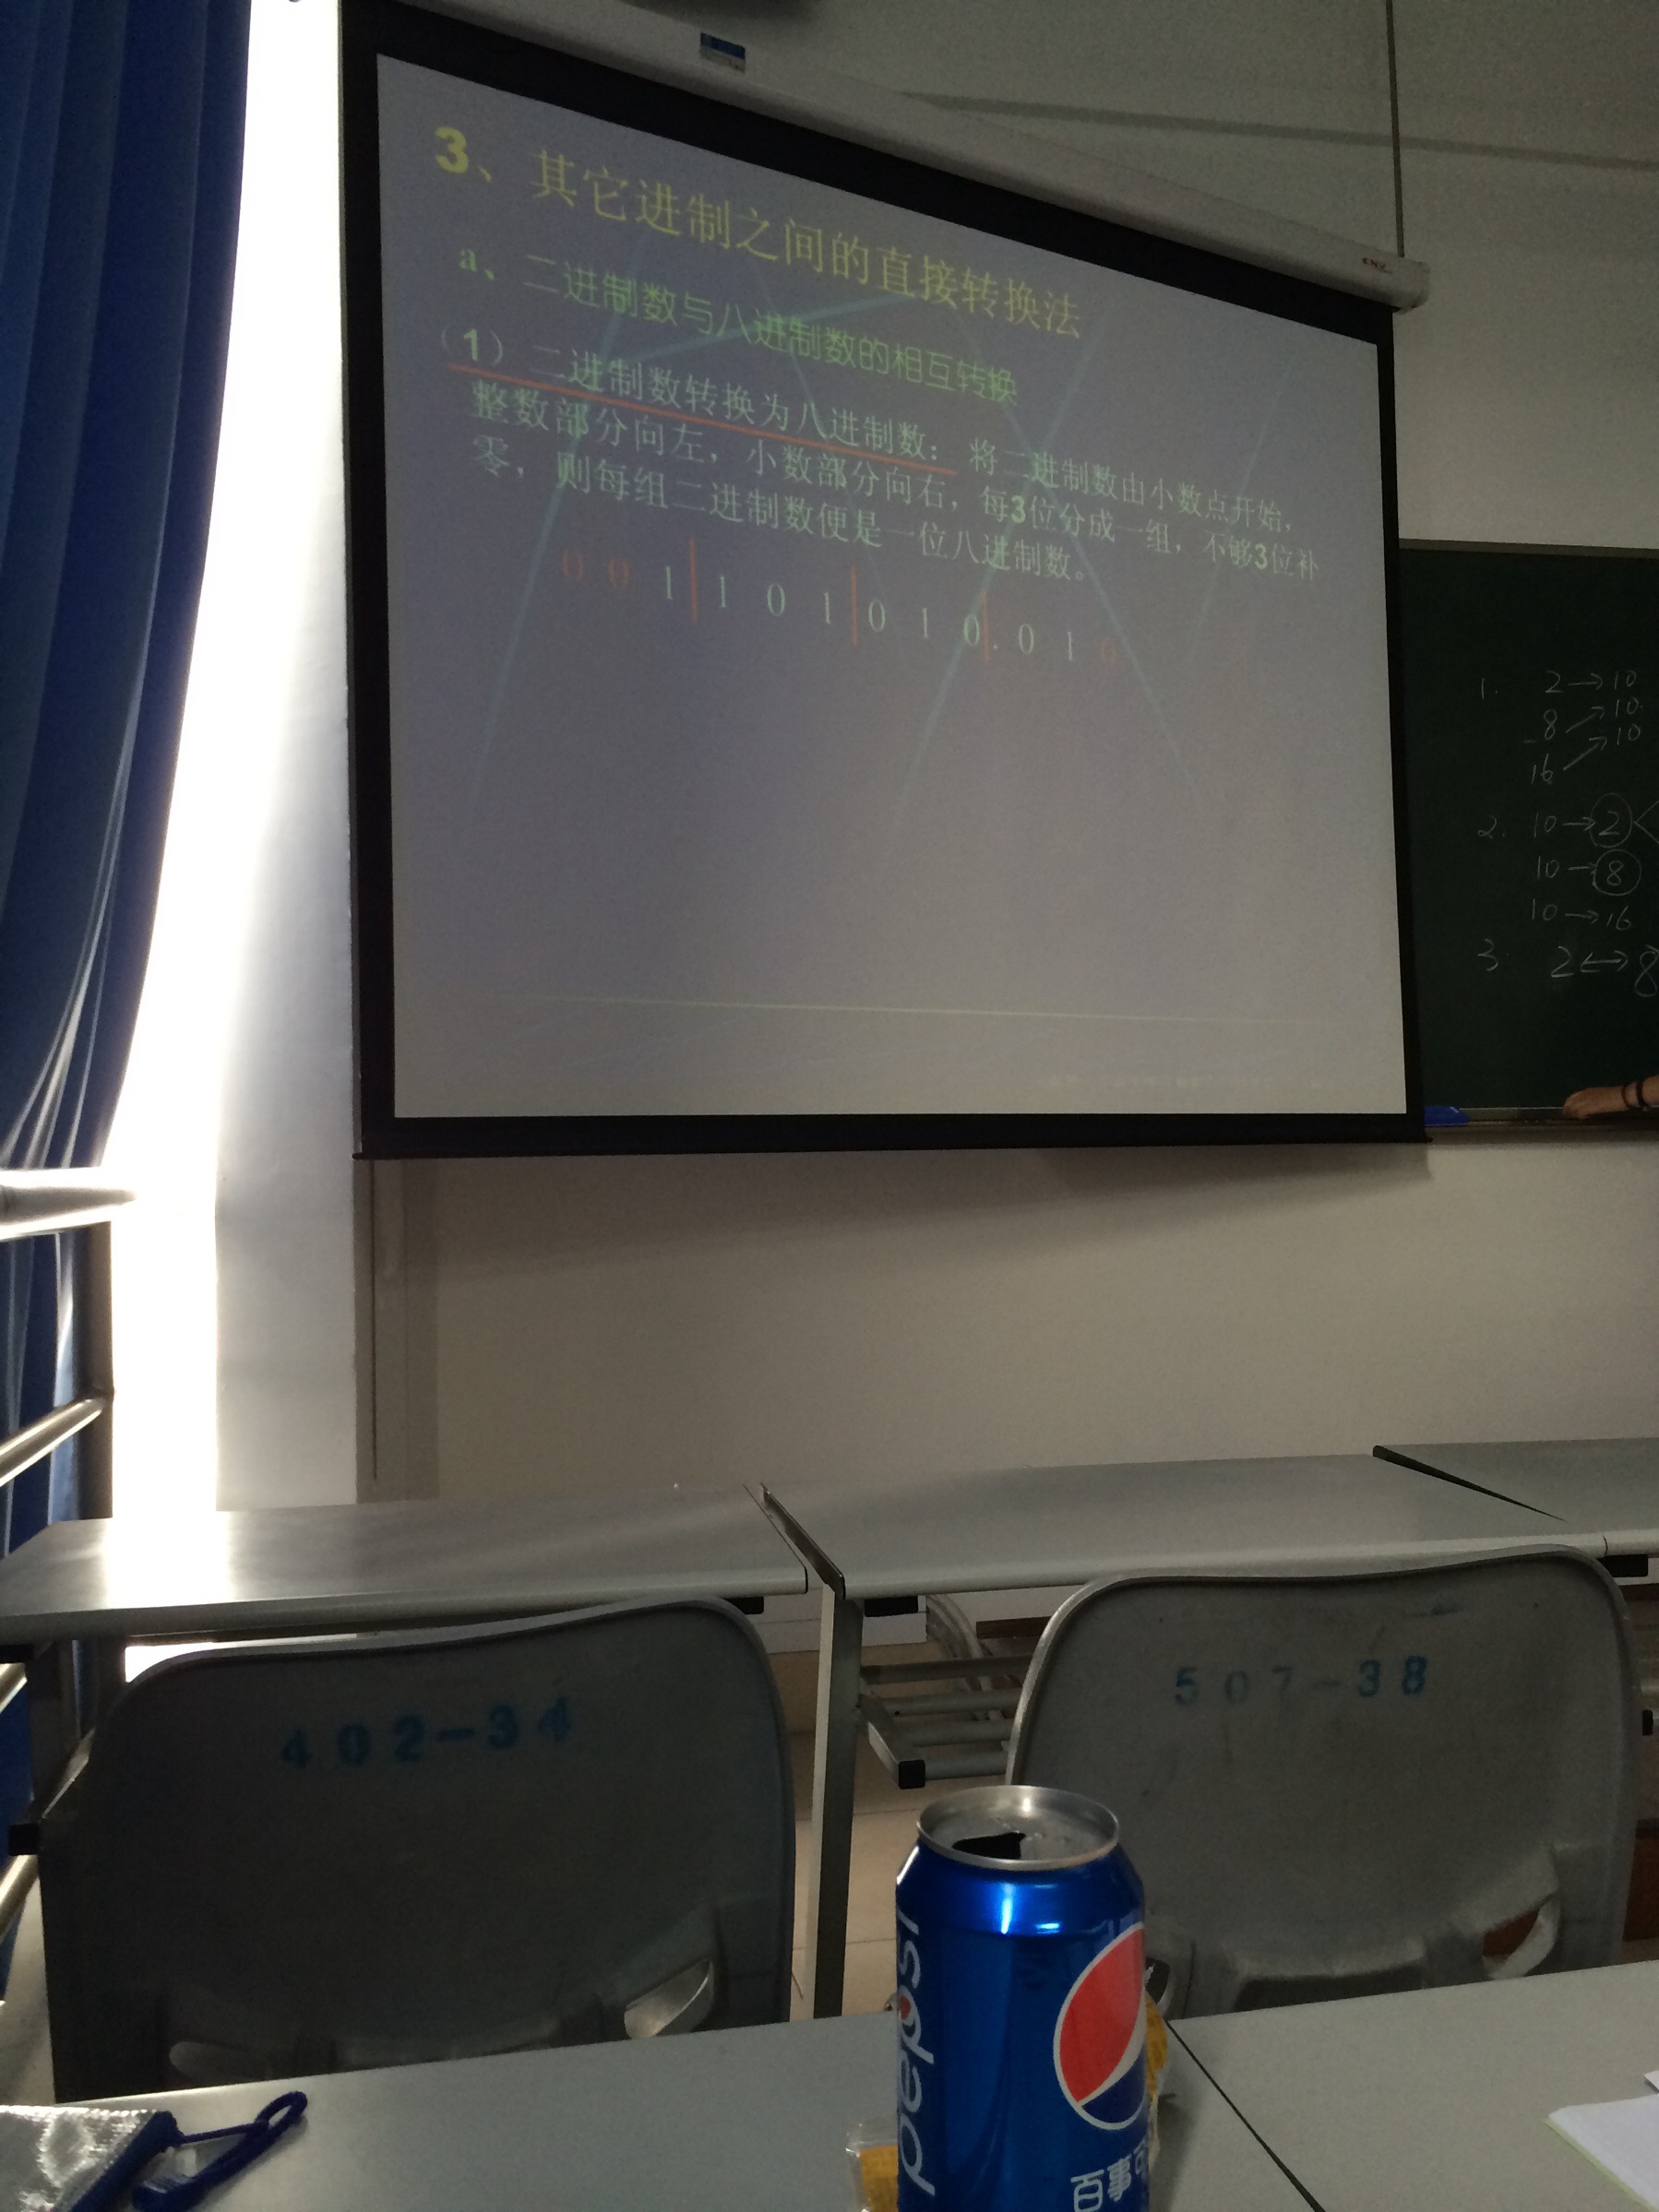 3、其它进制之间的直接转换法
a、二进制数与八进制数的相互转换
（1）二进制数转换为八进制数：将二进制数由小数点开始，
整数部分向左，小数部分向右，每3位分成一组，不够3位补
零，则每组二进制数便是一位八进制数。
0 0 1 1 0 1 0 1 0 . 0 1 0
1. 2→10
8→10.
16→10
2. 10→2
10→8
10→16
3. 2↔8
402-34
507-38
pepsi
百事可